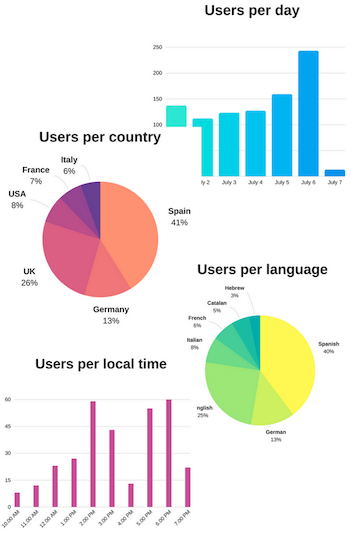 Users per day
250
200
150
100
ly 2
July 3
July 4
July 5
July 6
July 7
Users per country
Italy
6%
France
7%
USA
8%
Spain
41%
UK
26%
Germany
13%
Users per language
Hebrew
3%
Catalan
5%
French
6%
Italian
8%
Spanish
40%
nglish
25%
German
13%
Users per local time
60
45
30
15
0
10:00 AM
11:00 AM
12:00 AM
1:00 PM
2:00 PM
3:00 PM
4:00 PM
5:00 PM
6:00 PM
7:00 PM